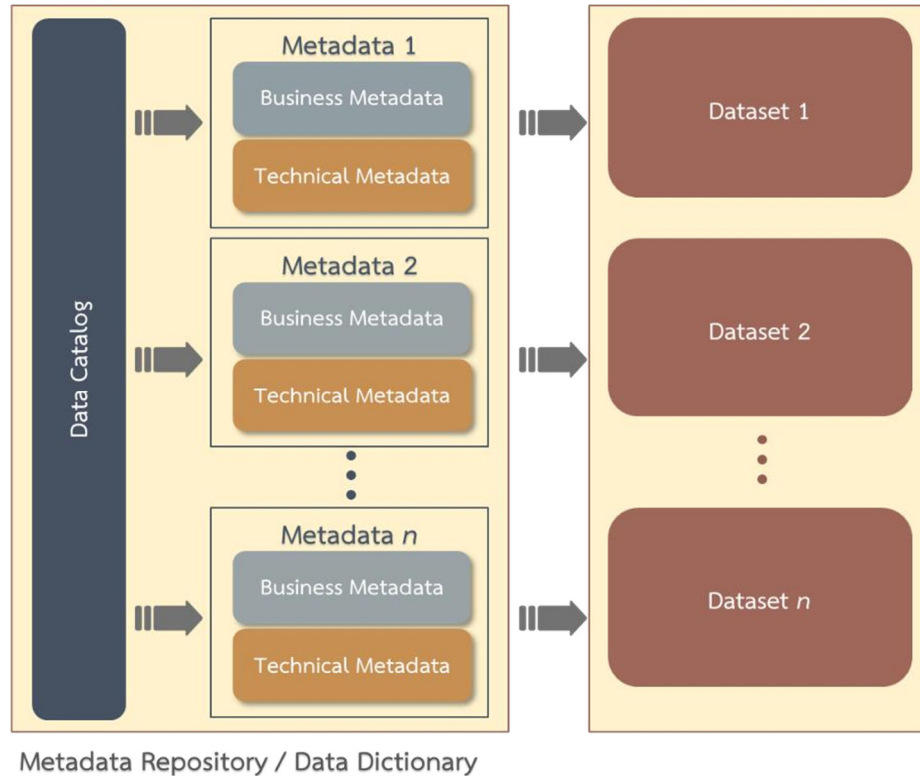 Data Catalog
Metadata 1
Business Metadata
Technical Metadata
Dataset 1
Metadata 2
Business Metadata
Technical Metadata
Dataset 2
Metadata n
Business Metadata
Technical Metadata
Dataset n
Metadata Repository / Data Dictionary